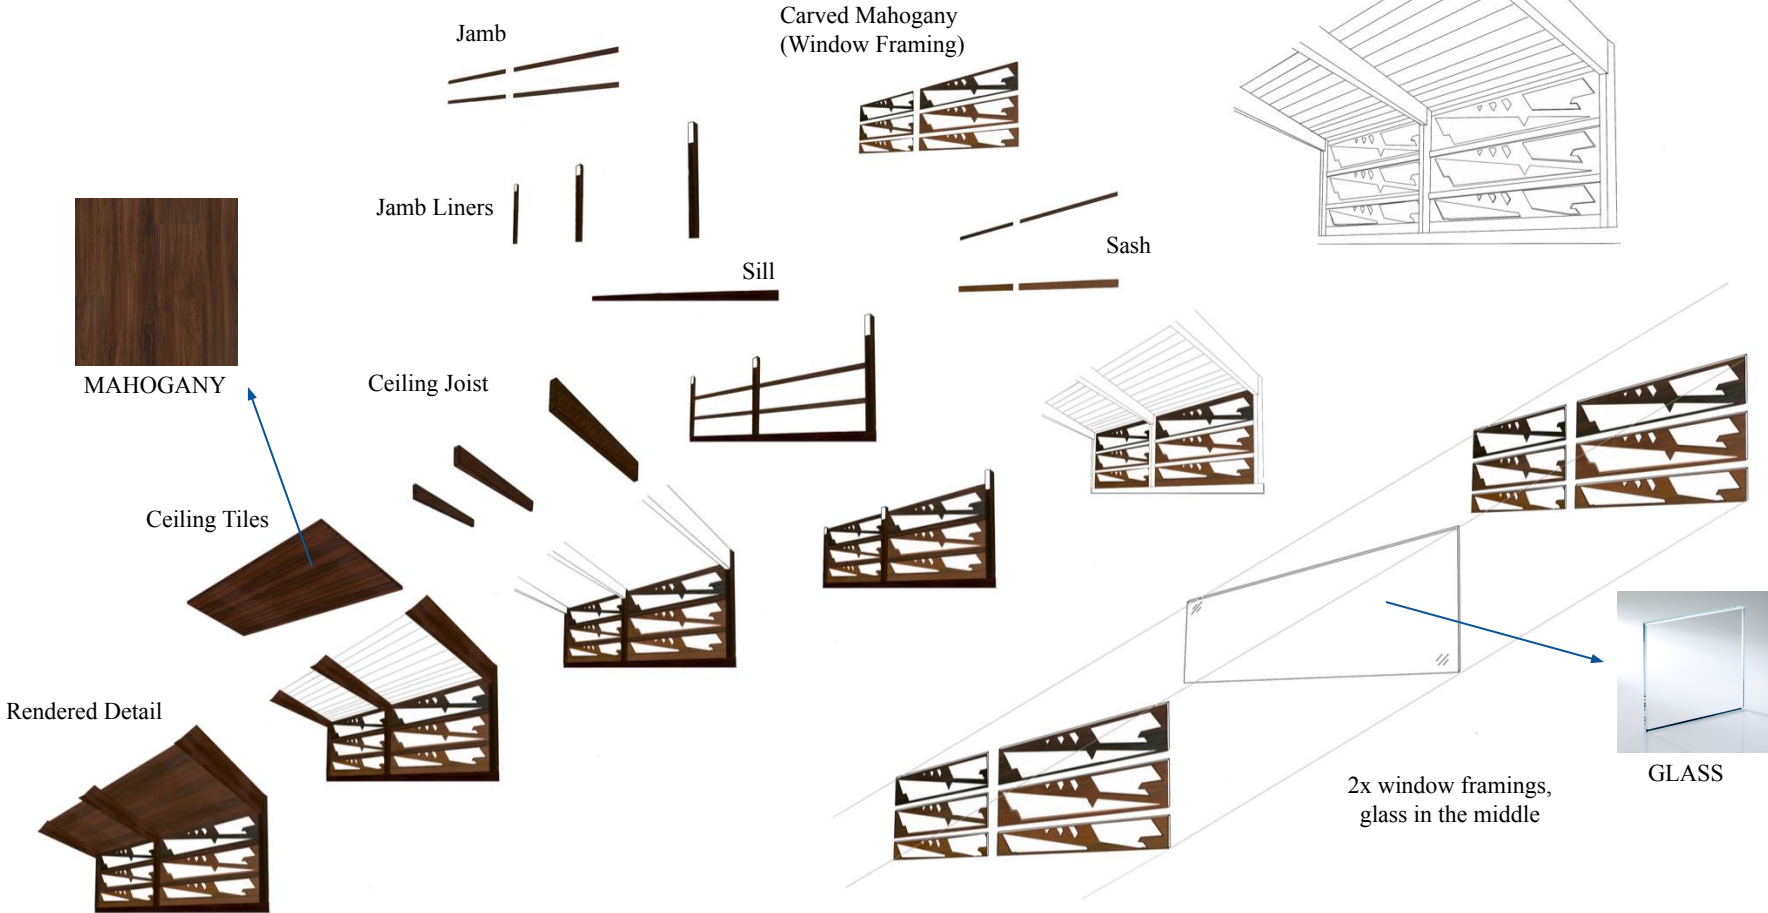 Carved Mahogany
(Window Framing)
Jamb
Jamb Liners
Sash
Sill
MAHOGANY
Ceiling Joist
Ceiling Tiles
Rendered Detail
GLASS
2x window framings,
glass in the middle